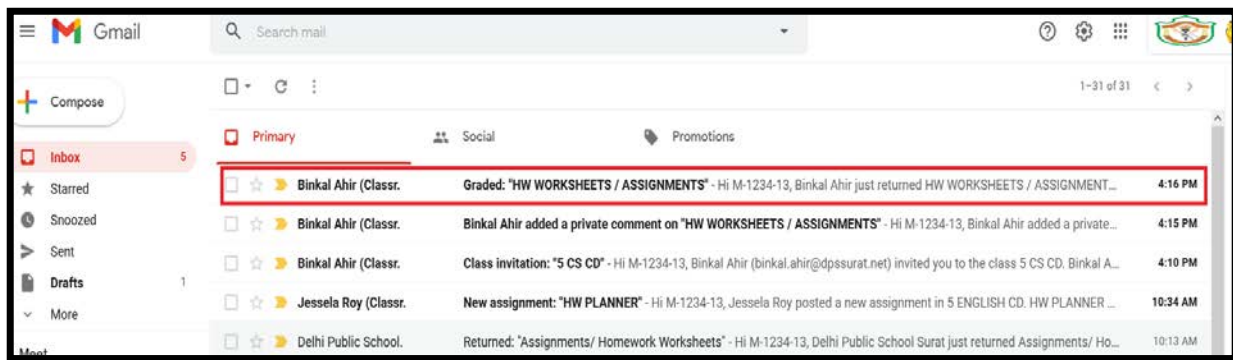 Gmail
Search mail
Compose
1-31 of 31
Primary
Social
Promotions
Inbox 5
Binkal Ahir (Classr. Graded: "HW WORKSHEETS / ASSIGNMENTS" - Hi M-1234-13, Binkal Ahir just returned HW WORKSHEETS / ASSIGNMENT... 4:16 PM
Starred
Snoozed
Binkal Ahir (Classr. Binkal Ahir added a private comment on "HW WORKSHEETS / ASSIGNMENTS" - Hi M-1234-13, Binkal Ahir added a private... 4:15 PM
Sent
Binkal Ahir (Classr. Class invitation: "5 CS CD" - Hi M-1234-13, Binkal Ahir (binkal.ahir@dpssurat.net) invited you to the class 5 CS CD. Binkal A... 4:10 PM
Drafts 1
More
Jessela Roy (Classr. New assignment: "HW PLANNER" - Hi M-1234-13, Jessela Roy posted a new assignment in 5 ENGLISH CD. HW PLANNER ... 10:34 AM
Delhi Public School. Returned: "Assignments/ Homework Worksheets" - Hi M-1234-13, Delhi Public School Surat just returned Assignments/ Ho... 10:13 AM
Meet